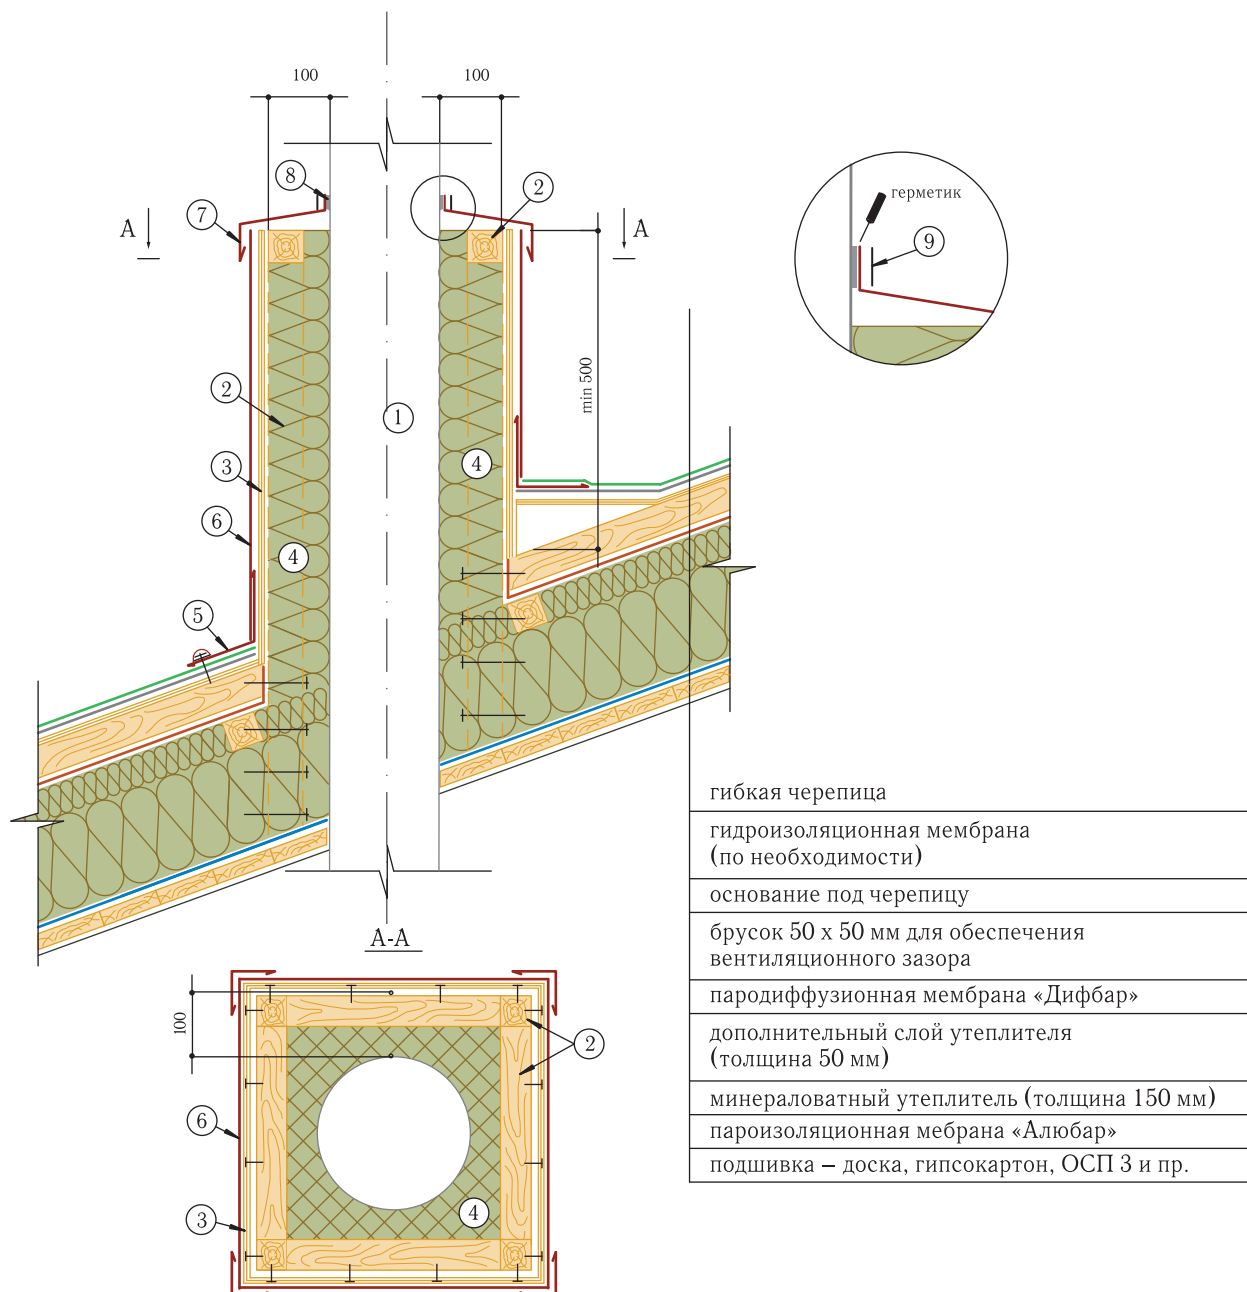 100
100
8
2
7
А
А
герметик
9
min 500
2
1
3
4
6
4
5
гибкая черепица
гидроизоляционная мембрана
(по необходимости)
основание под черепицу
брусок 50 х 50 мм для обеспечения
вентиляционного зазора
пародиффузионная мембрана «Дифбар»
дополнительный слой утеплителя
(толщина 50 мм)
минераловатный утеплитель (толщина 150 мм)
пароизоляционная мебрана «Алюбар»
подшивка – доска, гипсокартон, ОСП 3 и пр.
А-А
100
2
6
3
4